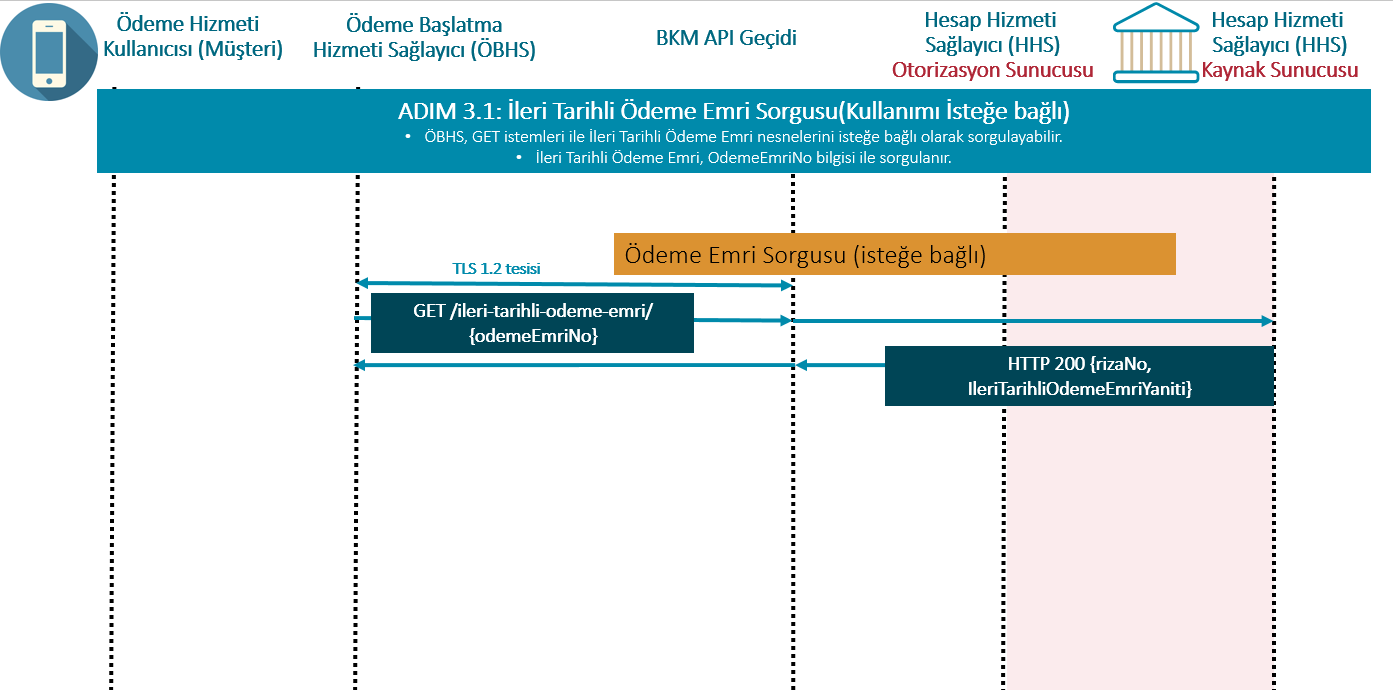 Ödeme Hizmeti
Kullanıcısı (Müşteri)
Ödeme Başlatma
Hizmeti Sağlayıcı (ÖBHS)
BKM API Geçidi
Hesap Hizmeti
Sağlayıcı (HHS)
Otorizasyon Sunucusu
Hesap Hizmeti
Sağlayıcı (HHS)
Kaynak Sunucusu
ADIM 3.1: İleri Tarihli Ödeme Emri Sorgusu(Kullanımı İsteğe bağlı)
• ÖBHS, GET istemleri ile İleri Tarihli Ödeme Emri nesnelerini isteğe bağlı olarak sorgulayabilir.
• İleri Tarihli Ödeme Emri, OdemeEmriNo bilgisi ile sorgulanır.
Ödeme Emri Sorgusu (isteğe bağlı)
TLS 1.2 tesisi
GET /ileri-tarihli-odeme-emri/
{odemeEmriNo}
HTTP 200 {rizaNo,
IleriTarihliOdemeEmriYaniti}